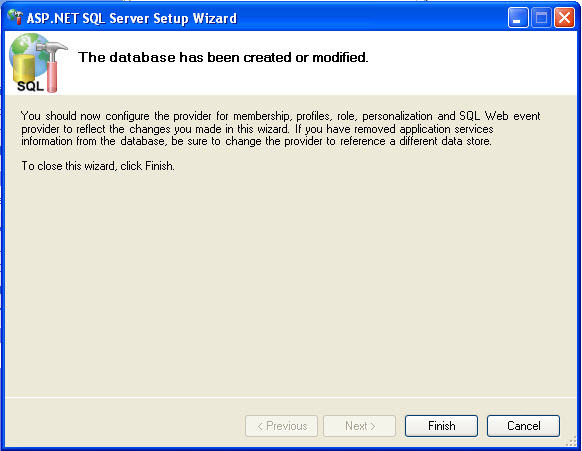 ASP.NET SQL Server Setup Wizard
The database has been created or modified.
SQL
You should now configure the provider for membership, profiles, role, personalization and SQL Web event
provider to reflect the changes you made in this wizard. If you have removed application services
information from the database, be sure to change the provider to reference a different data store.
To close this wizard, click Finish.
< Previous
Next >
Finish
Cancel